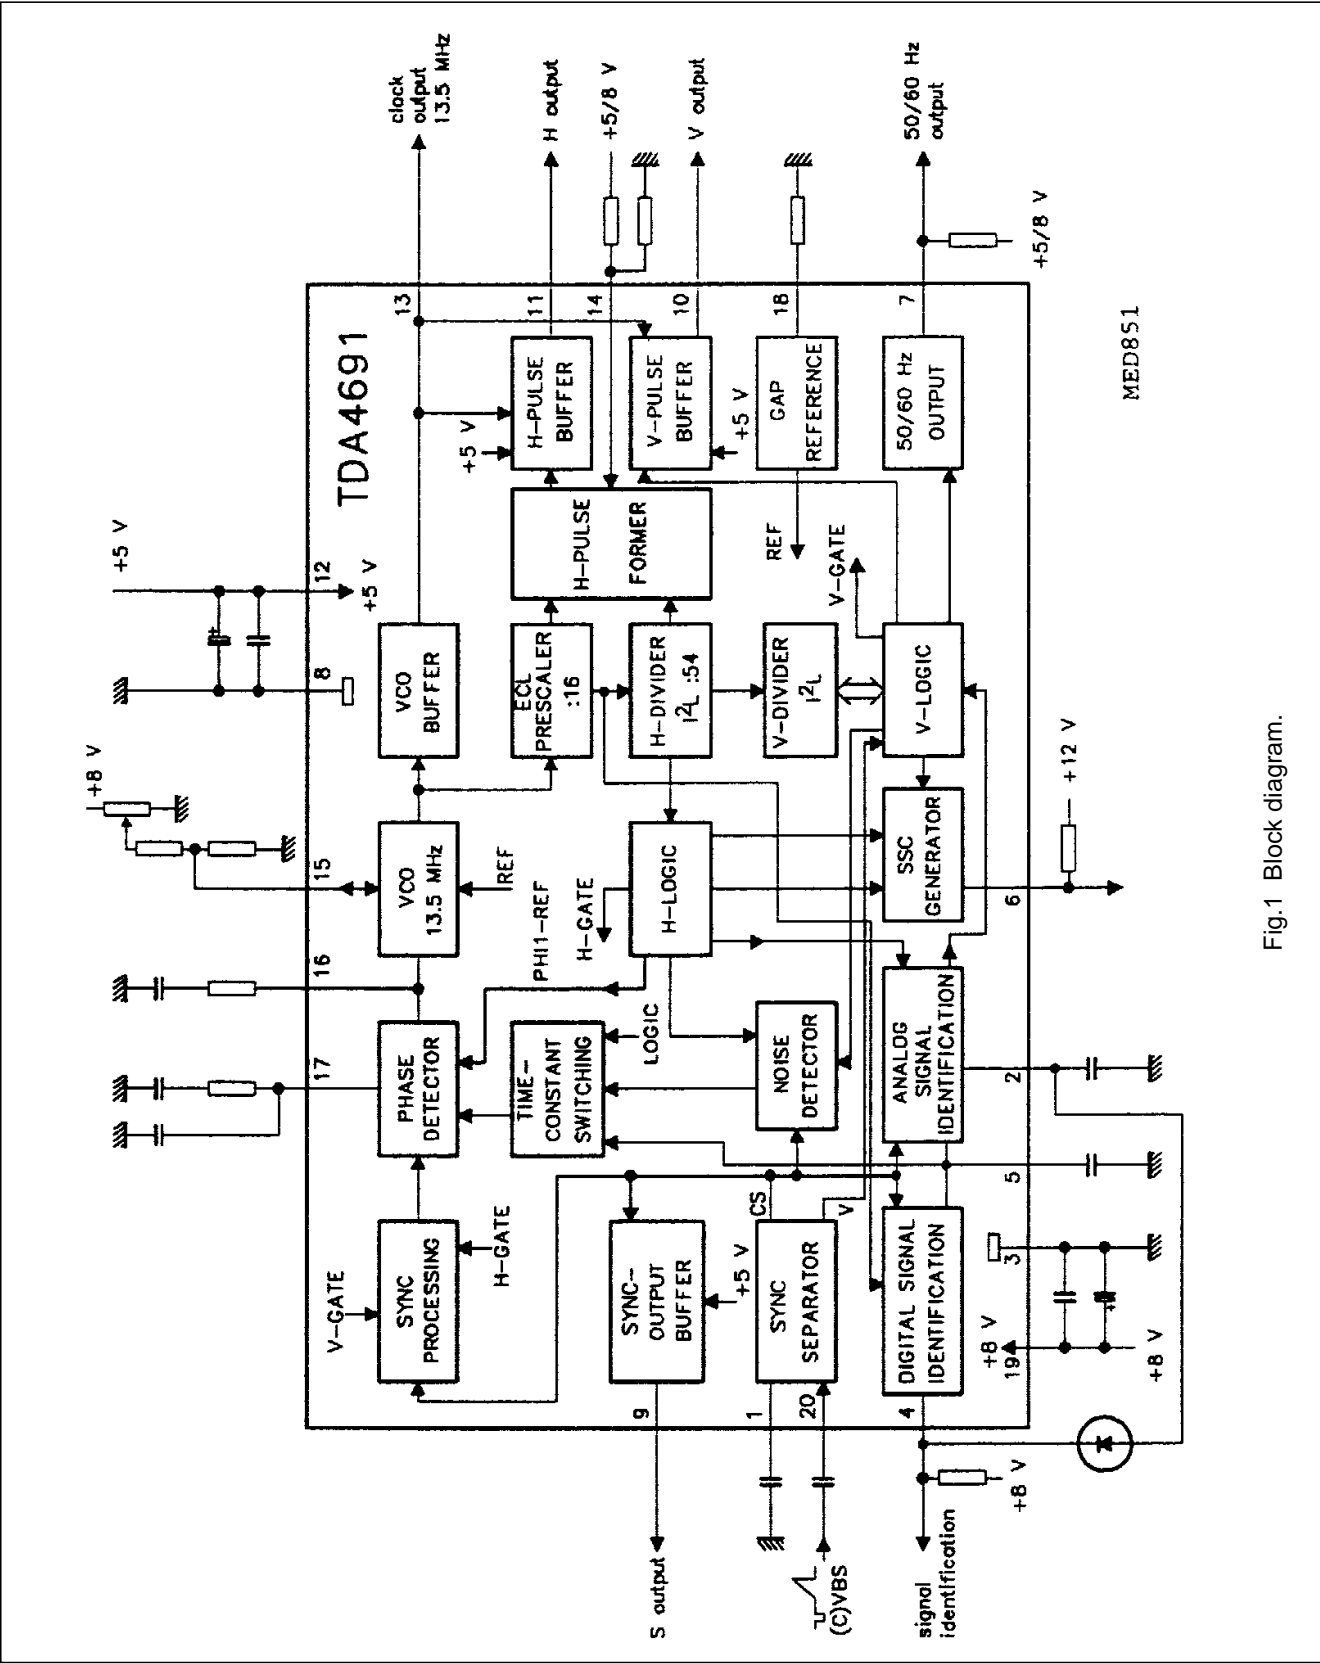 TDA4691
+8 V
+5 V
17
16
15
8
12
+5 V
V-GATE
SYNC
PROCESSING
H-GATE
PHASE
DETECTOR
VCO
13.5 MHz
REF
VCO
BUFFER
13
clock
output
13.5 MHz
TIME-
CONSTANT
SWITCHING
LOGIC
PHI1-REF
H-GATE
ECL
PRESCALER
:16
H-PULSE
FORMER
+5 V
H-PULSE
BUFFER
11
H output
14
+5/8 V
S output
9
SYNC-
OUTPUT
BUFFER
+5 V
H-LOGIC
H-DIVIDER
I2L :54
V-PULSE
BUFFER
+5 V
10
V output
1
20
(C)VBS
SYNC
SEPARATOR
CS
V
NOISE
DETECTOR
V-DIVIDER
I2L
REF
GAP
REFERENCE
18
V-GATE
signal
identification
4
+8 V
DIGITAL SIGNAL
IDENTIFICATION
ANALOG
SIGNAL
IDENTIFICATION
SSC
GENERATOR
V-LOGIC
50/60 Hz
OUTPUT
7
50/60 Hz
output
+5/8 V
+8 V
19
3
5
2
6
+8 V
+12 V
MED851
Fig.1 Block diagram.